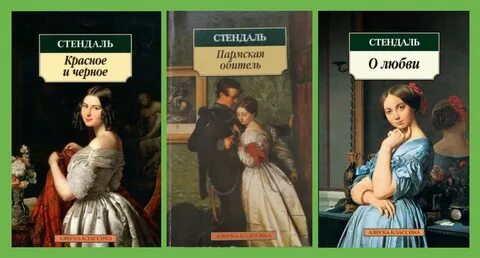 СТЕНДАЛЬ
Красное
и черное
АЗБУКА-КЛАССИКА
СТЕНДАЛЬ
Пармская
обитель
АЗБУКА-КЛАССИКА
СТЕНДАЛЬ
О любви
АЗБУКА-КЛАССИКА